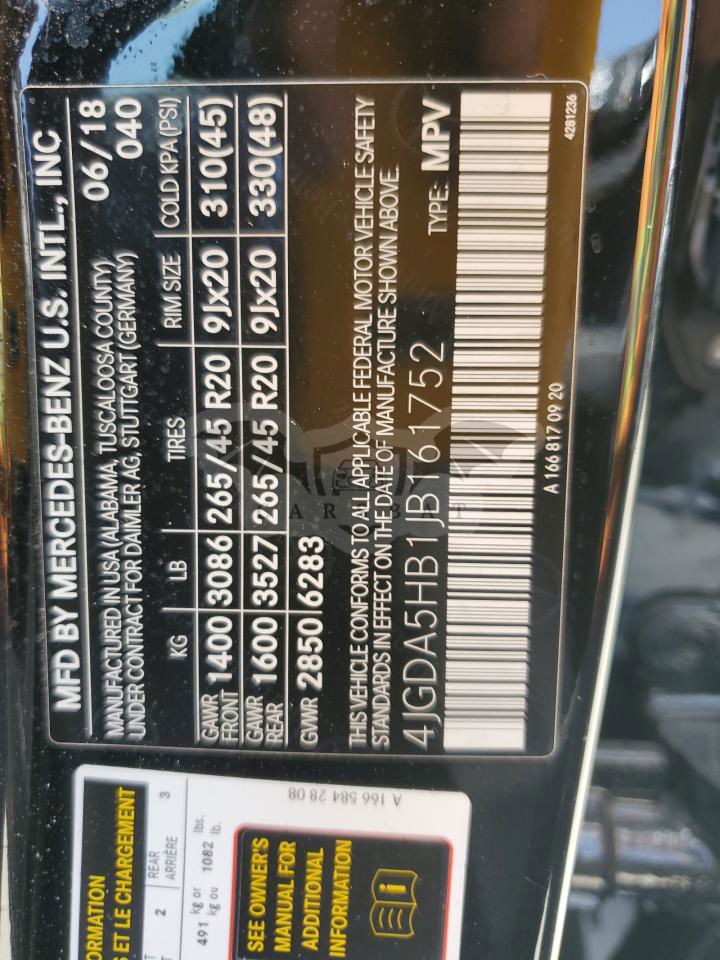 MFD BY MERCEDES-BENZ U.S. INTL., INC
MANUFACTURED IN USA (ALABAMA, TUSCALOOSA COUNTY) 06/18
UNDER CONTRACT FOR DAIMLER AG, STUTTGART (GERMANY) 040
KG LB TIRES RIM SIZE COLD KPA (PSI)
GAWR FRONT 1400 3086 265/45 R20 9Jx20 310(45)
GAWR REAR 1600 3527 265/45 R20 9Jx20 330(48)
GVWR 2850 6283
THIS VEHICLE CONFORMS TO ALL APPLICABLE FEDERAL MOTOR VEHICLE SAFETY
STANDARDS IN EFFECT ON THE DATE OF MANUFACTURE SHOWN ABOVE.
4JGDA5HB1JB161752 TYPE: MPV
A 166 817 09 20 4281236
ORMATION
S ET LE CHARGEMENT
2 REAR 3
ARRIÈRE
491 kg or 1082 lbs.
kg ou lb.
SEE OWNER'S
MANUAL FOR
ADDITIONAL
INFORMATION
A 166 584 28 08